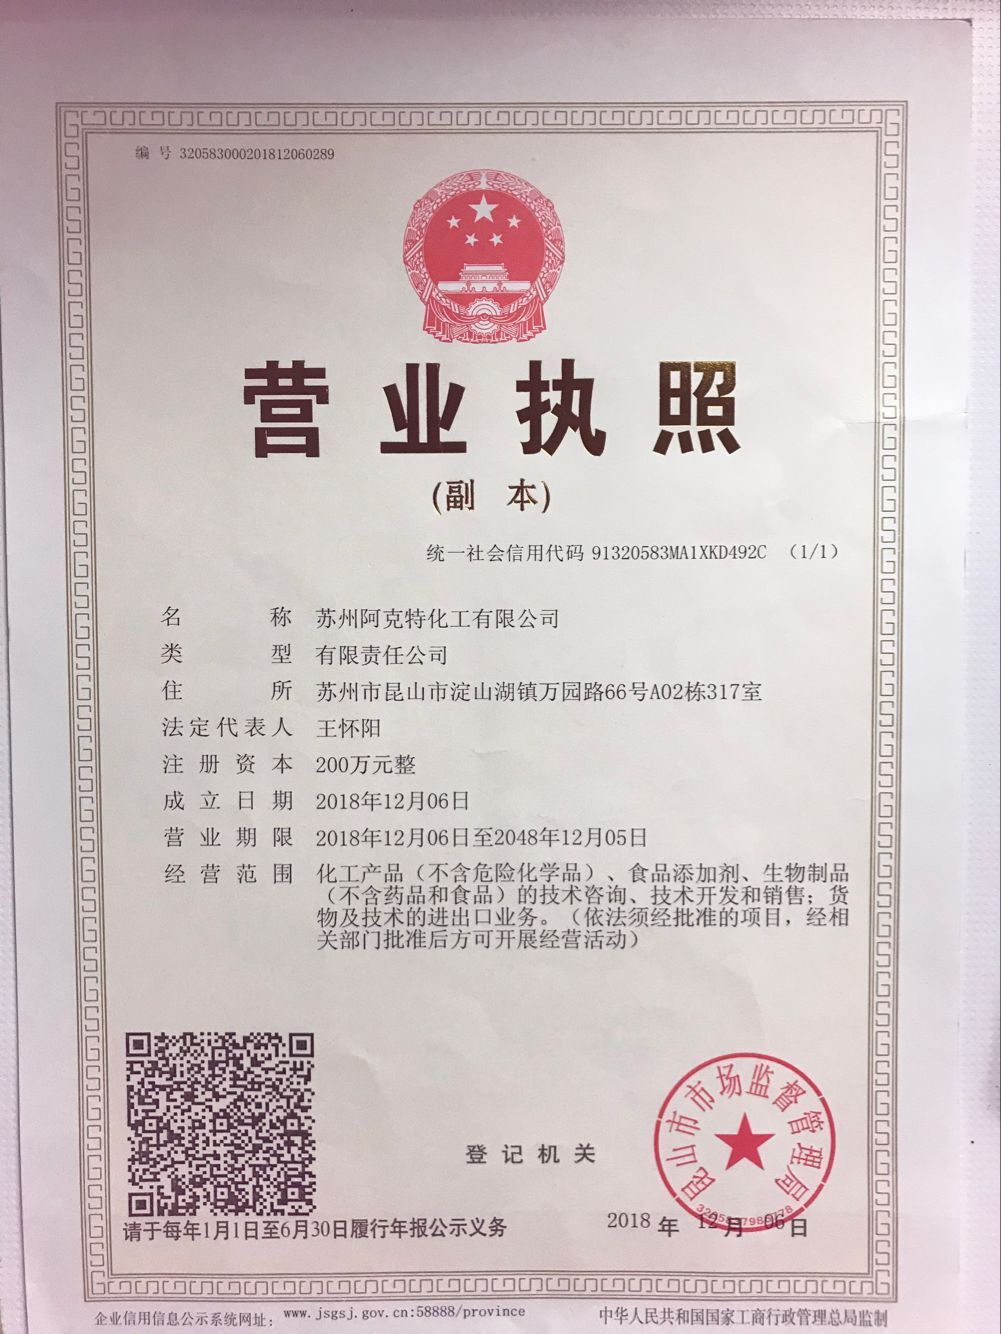 编 号 320583000201812060289
营业执照
(副 本)
统一社会信用代码 91320583MA1XKD492C （1/1）
名 称 苏州阿克特化工有限公司
类 型 有限责任公司
住 所 苏州市昆山市淀山湖镇万园路66号A02栋317室
法定代表人 王怀阳
注册资本 200万元整
成立日期 2018年12月06日
营业期限 2018年12月06日至2048年12月05日
经营范围 化工产品（不含危险化学品）、食品添加剂、生物制品
（不含药品和食品）的技术咨询、技术开发和销售；货
物及技术的进出口业务。（依法须经批准的项目，经相
关部门批准后方可开展经营活动）
昆山市市场监督管理局
登记机关
请于每年1月1日至6月30日履行年报公示义务
2018 年 12 月 06 日
企业信用信息公示系统网址： www.jsgsj.gov.cn:58888/province
中华人民共和国国家工商行政管理总局监制